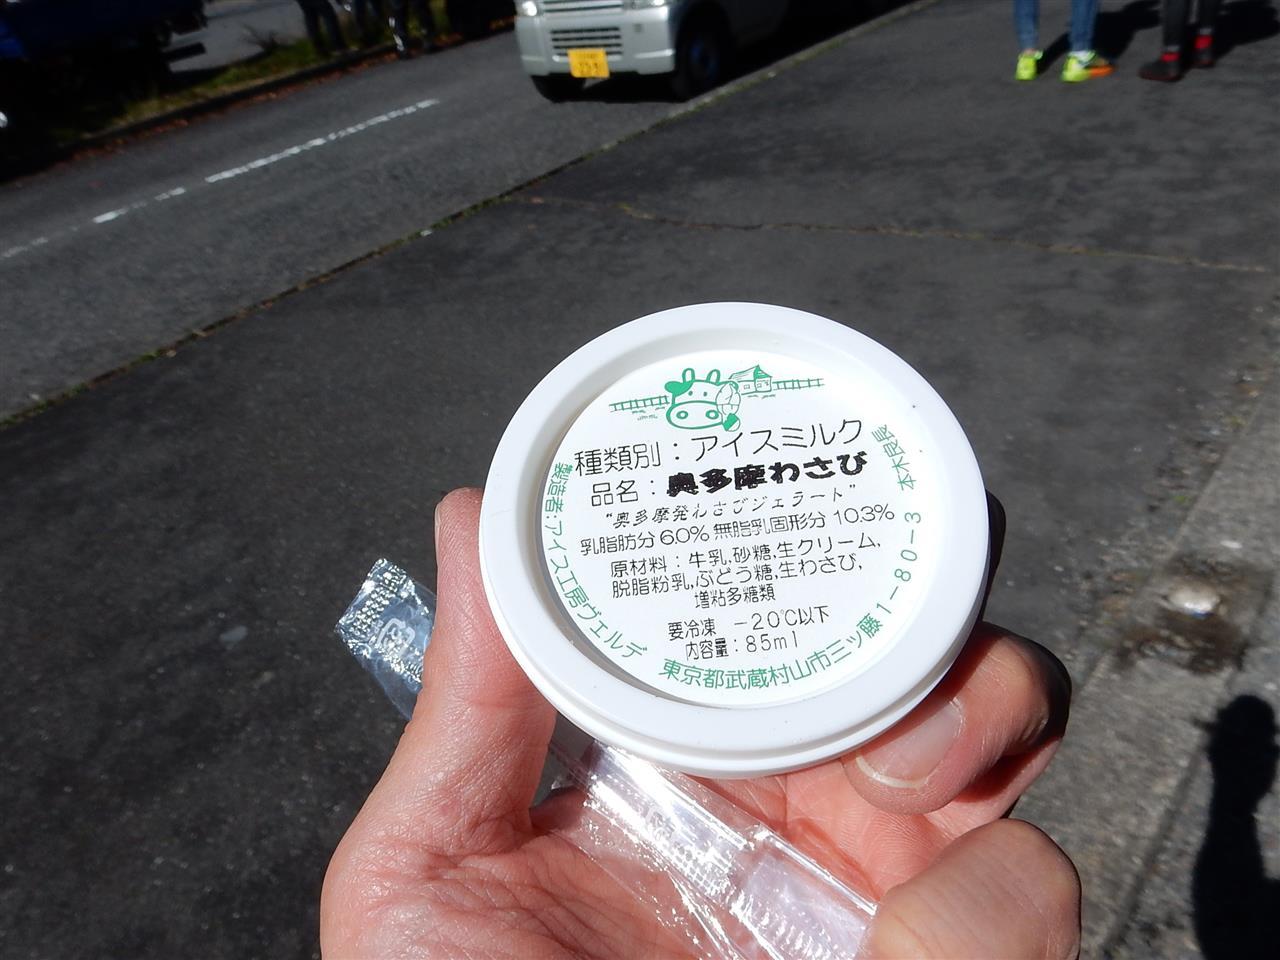 種類別：アイスミルク
品名：奥多摩わさび
“奥多摩発わさびジェラート”
乳脂肪分 6.0% 無脂乳固形分 10.3%
原材料：牛乳,砂糖,生クリーム,
脱脂粉乳,ぶどう糖,生わさび,
増粘多糖類
要冷凍 －20℃以下
内容量：85ml
製造者：アイス工房ヴェルデ
東京都武蔵村山市三ツ藤1－80－3 本木良長